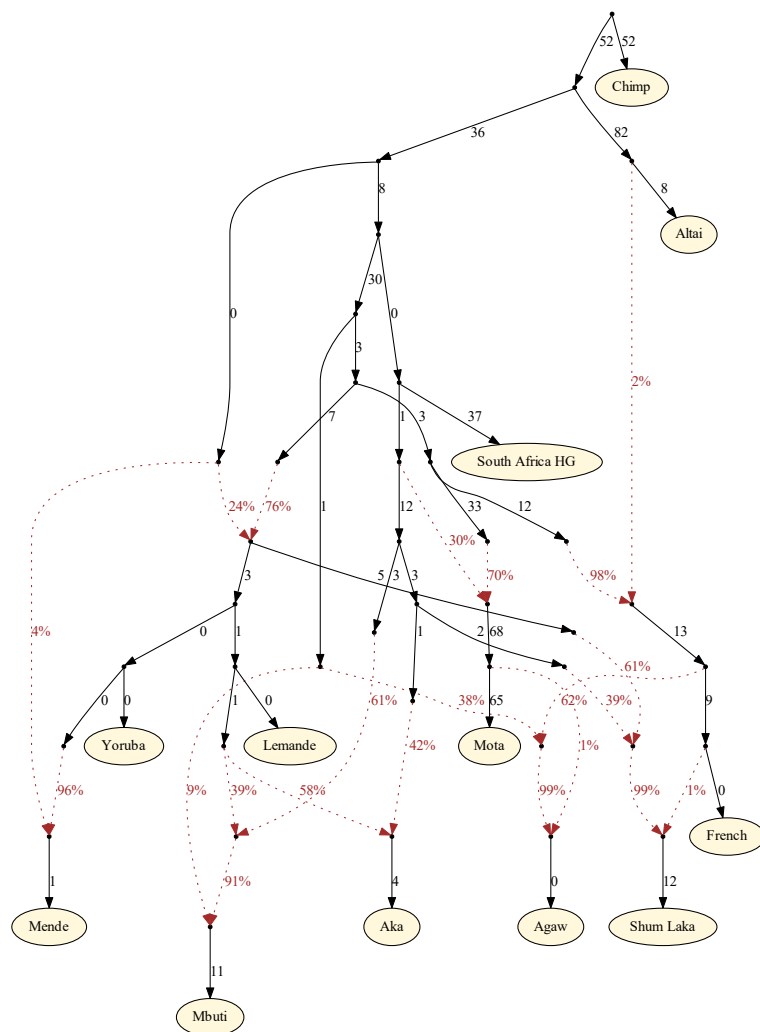 52 52
Chimp
36 82
8 8
Altai
30
0 0
3
2%
7 3 37
South Africa HG
1
24% 76% 1 12 33 12
30%
70% 98%
3 5 3 3
4% 0 1 1 2 68 61% 13
0 0 1 0 61% 38% 65 62% 39% 9
Yoruba Lemande 42% Mota 1%
96% 9% 39% 58% 99% 99% 1% 0
French
1 91% 4 0 12
Mende Aka Agaw Shum Laka
11
Mbuti